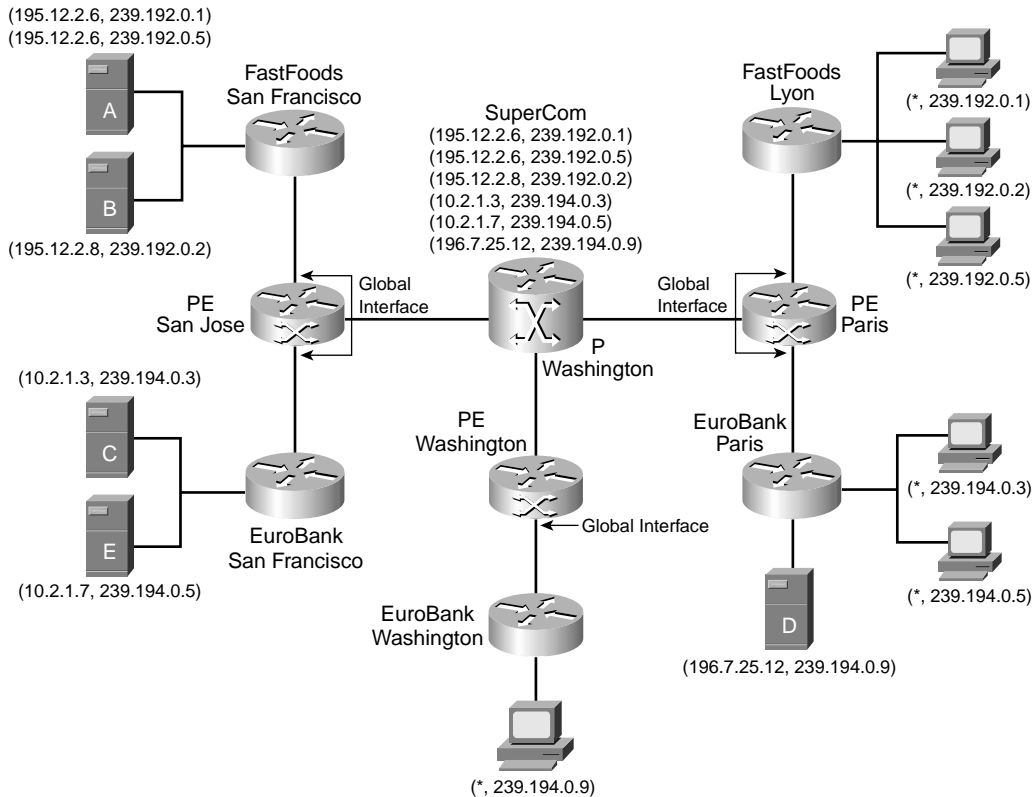 (195.12.2.6, 239.192.0.1)
(195.12.2.6, 239.192.0.5)
A
B
(195.12.2.8, 239.192.0.2)
FastFoods
San Francisco
SuperCom
(195.12.2.6, 239.192.0.1)
(195.12.2.6, 239.192.0.5)
(195.12.2.8, 239.192.0.2)
(10.2.1.3, 239.194.0.3)
(10.2.1.7, 239.194.0.5)
(196.7.25.12, 239.194.0.9)
FastFoods
Lyon
(*, 239.192.0.1)
(*, 239.192.0.2)
(*, 239.192.0.5)
PE
San Jose
Global
Interface
P
Washington
Global
Interface
PE
Paris
(10.2.1.3, 239.194.0.3)
C
E
(10.2.1.7, 239.194.0.5)
EuroBank
San Francisco
PE
Washington
Global Interface
EuroBank
Washington
(*, 239.194.0.9)
EuroBank
Paris
(*, 239.194.0.3)
(*, 239.194.0.5)
D
(196.7.25.12, 239.194.0.9)